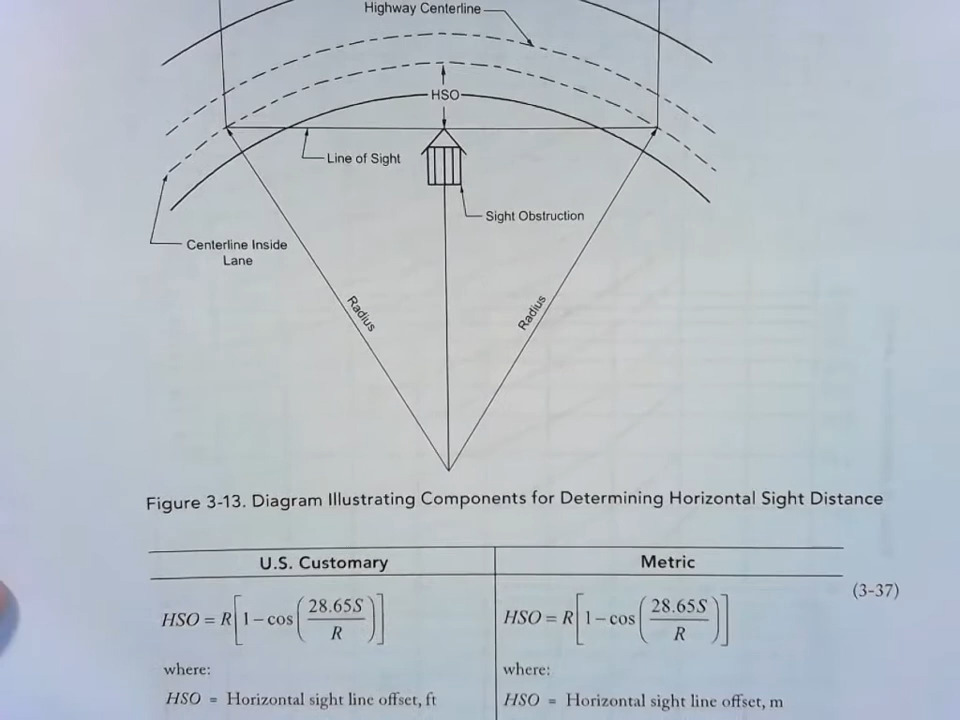 Highway Centerline
HSO
Line of Sight
Sight Obstruction
Centerline Inside
Lane
Radius
Radius
Figure 3-13. Diagram Illustrating Components for Determining Horizontal Sight Distance
U.S. Customary
Metric
HSO = R[1 – cos(28.65S/R)]
HSO = R[1 – cos(28.65S/R)]
(3-37)
where:
where:
HSO = Horizontal sight line offset, ft
HSO = Horizontal sight line offset, m